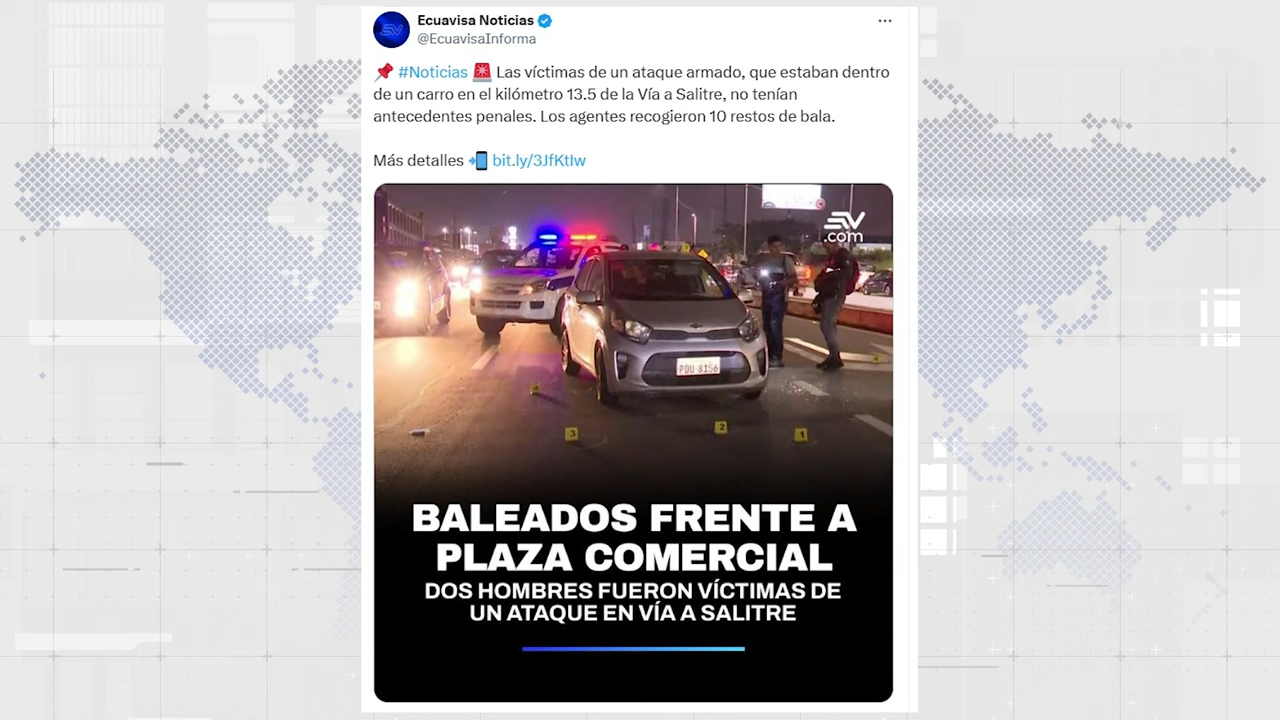 Ecuavisa Noticias
@EcuavisaInforma
📌 #Noticias 🚨 Las víctimas de un ataque armado, que estaban dentro
de un carro en el kilómetro 13.5 de la Vía a Salitre, no tenían
antecedentes penales. Los agentes recogieron 10 restos de bala.
Más detalles 📲 bit.ly/3JfKtIw
.com
PDU 8156
3
2
1
BALEADOS FRENTE A
PLAZA COMERCIAL
DOS HOMBRES FUERON VÍCTIMAS DE
UN ATAQUE EN VÍA A SALITRE